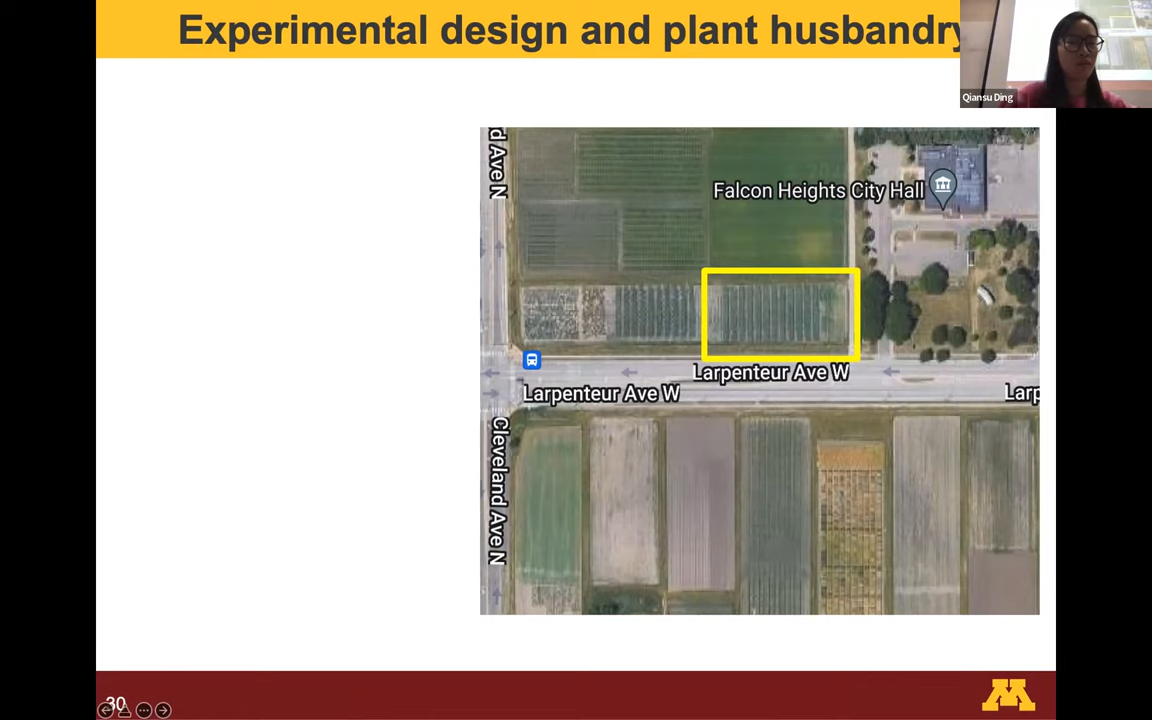 Experimental design and plant husbandry
Qiansu Ding
d Ave N
Falcon Heights City Hall
Larpenteur Ave W
Larpenteur Ave W
Larp
Cleveland Ave N
30
M